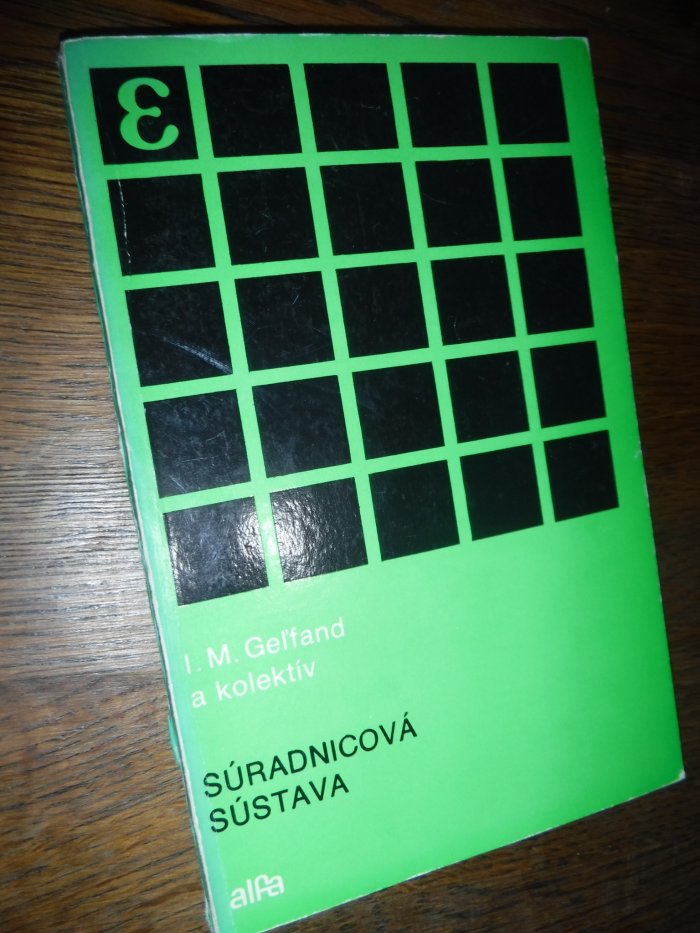 ε
I. M. Geľfand
a kolektív
SÚRADNICOVÁ
SÚSTAVA
alfa